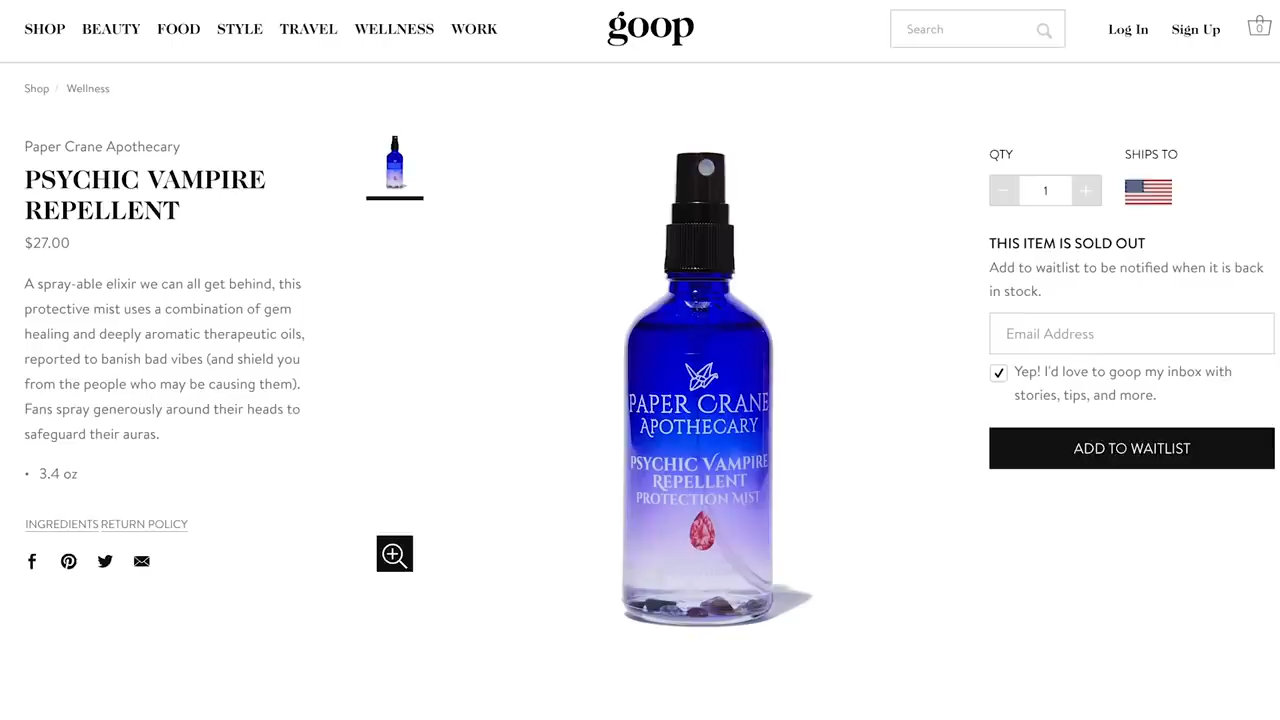 SHOP BEAUTY FOOD STYLE TRAVEL WELLNESS WORK
goop
Search
Log In Sign Up
0
Shop / Wellness
Paper Crane Apothecary
PSYCHIC VAMPIRE
REPELLENT
$27.00
A spray-able elixir we can all get behind, this
protective mist uses a combination of gem
healing and deeply aromatic therapeutic oils,
reported to banish bad vibes (and shield you
from the people who may be causing them).
Fans spray generously around their heads to
safeguard their auras.
• 3.4 oz
INGREDIENTS RETURN POLICY
PAPER CRANE
APOTHECARY
PSYCHIC VAMPIRE
REPELLENT
PROTECTION MIST
QTY SHIPS TO
− 1 +
THIS ITEM IS SOLD OUT
Add to waitlist to be notified when it is back
in stock.
Email Address
Yep! I'd love to goop my inbox with
stories, tips, and more.
ADD TO WAITLIST